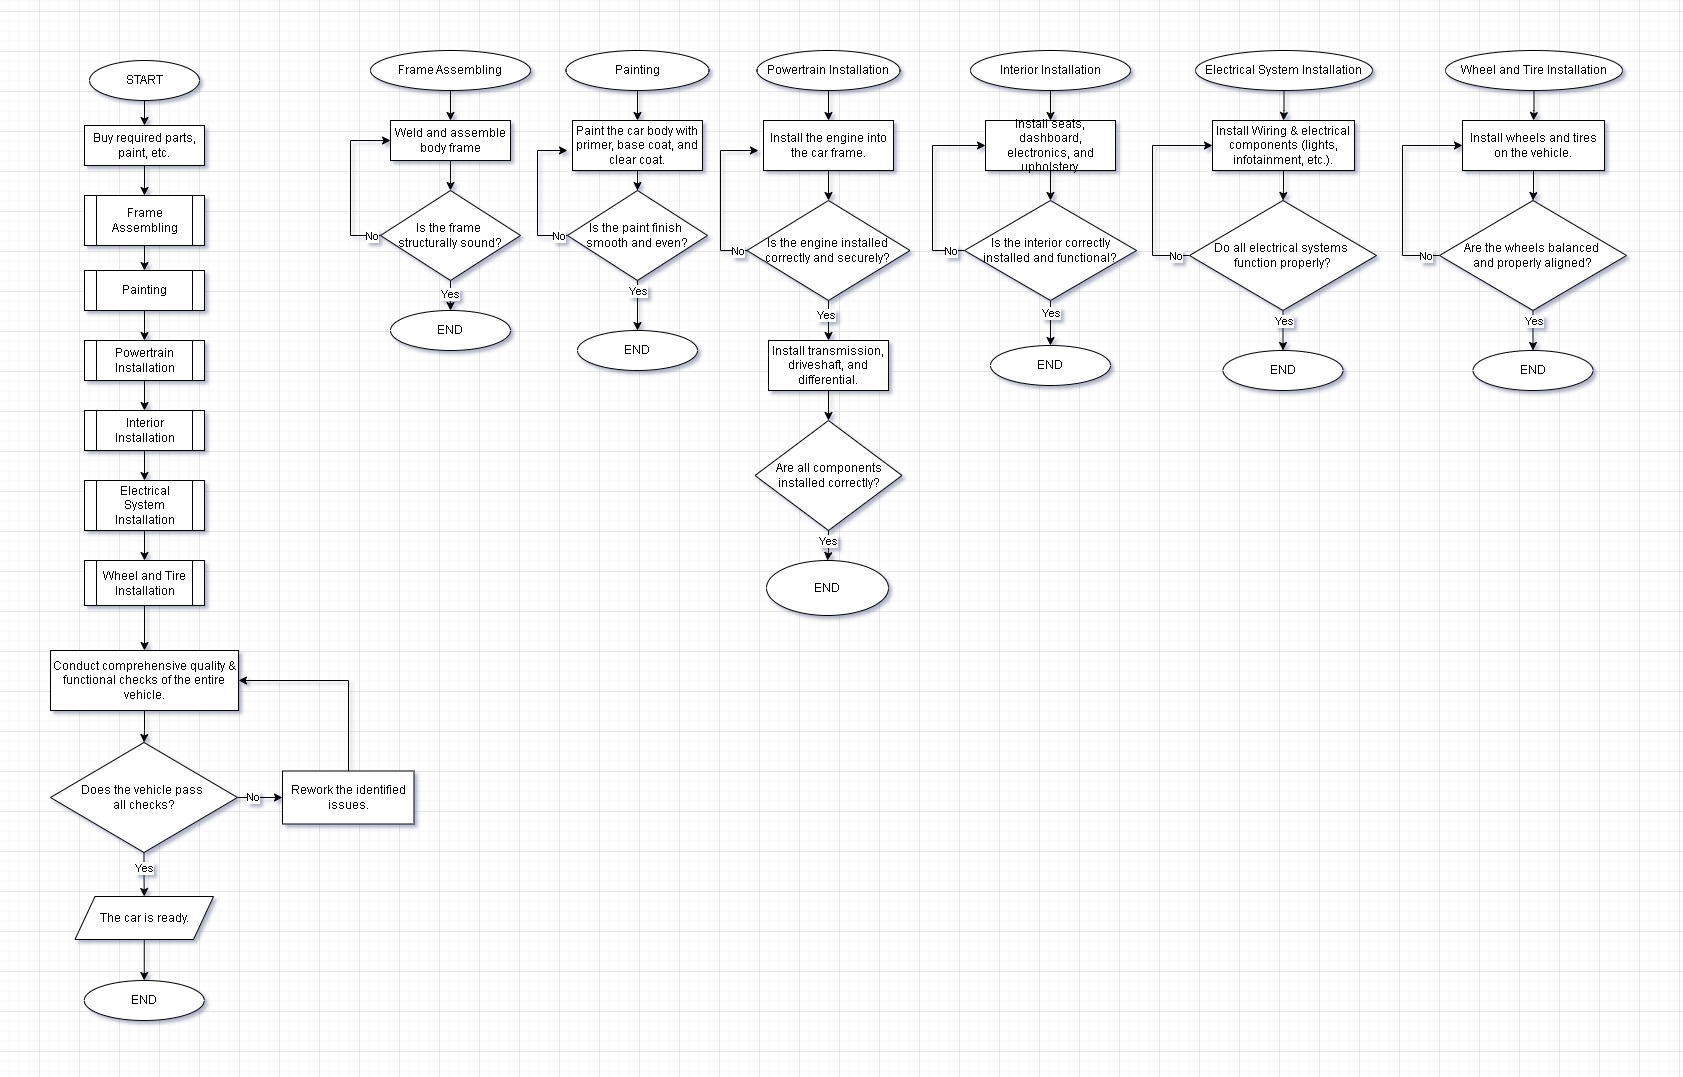 START
Buy required parts,
paint, etc.
Frame
Assembling
Painting
Powertrain
Installation
Interior
Installation
Electrical
System
Installation
Wheel and Tire
Installation
Conduct comprehensive quality &
functional checks of the entire
vehicle.
Does the vehicle pass
all checks?
No
Rework the identified
issues.
Yes
The car is ready.
END
Frame Assembling
Weld and assemble
body frame
Is the frame
structurally sound?
No
Yes
END
Painting
Paint the car body with
primer, base coat, and
clear coat.
Is the paint finish
smooth and even?
No
Yes
END
Powertrain Installation
Install the engine into
the car frame.
Is the engine installed
correctly and securely?
No
Yes
Install transmission,
driveshaft, and
differential.
Are all components
installed correctly?
Yes
END
Interior Installation
Install seats,
dashboard,
electronics, and
upholstery
Is the interior correctly
installed and functional?
No
Yes
END
Electrical System Installation
Install Wiring & electrical
components (lights,
infotainment, etc.).
Do all electrical systems
function properly?
No
Yes
END
Wheel and Tire Installation
Install wheels and tires
on the vehicle.
Are the wheels balanced
and properly aligned?
No
Yes
END